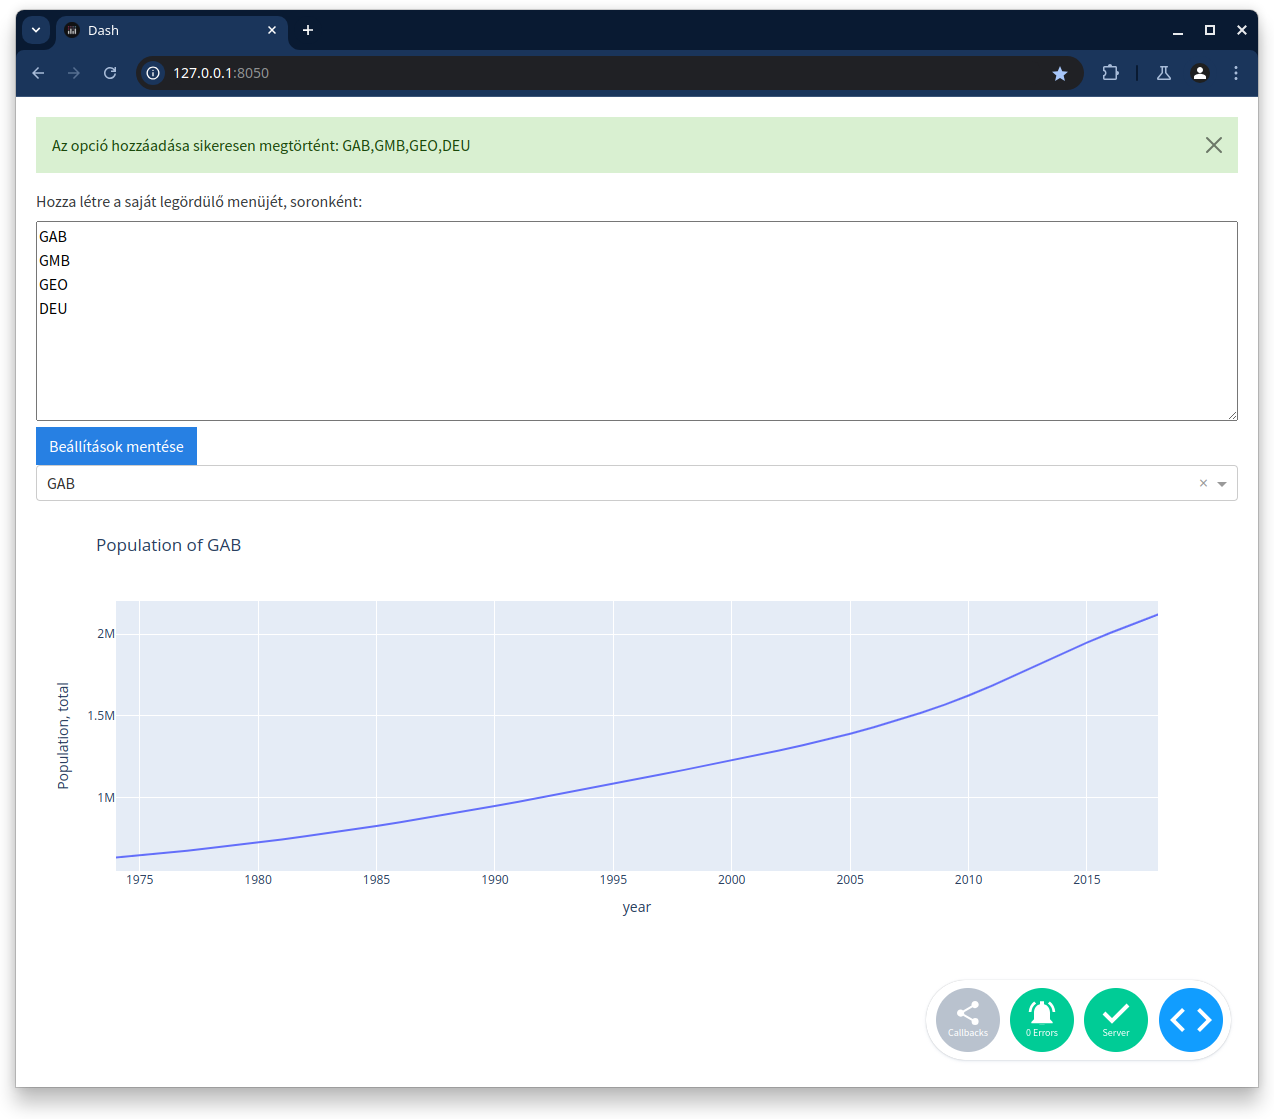 Dash
127.0.0.1:8050
Az opció hozzáadása sikeresen megtörtént: GAB,GMB,GEO,DEU
Hozza létre a saját legördülő menüjét, soronként:
GAB
GMB
GEO
DEU
Beállítások mentése
GAB
Population of GAB
2M
1.5M
1M
Population, total
1975 1980 1985 1990 1995 2000 2005 2010 2015
year
Callbacks 0 Errors Server